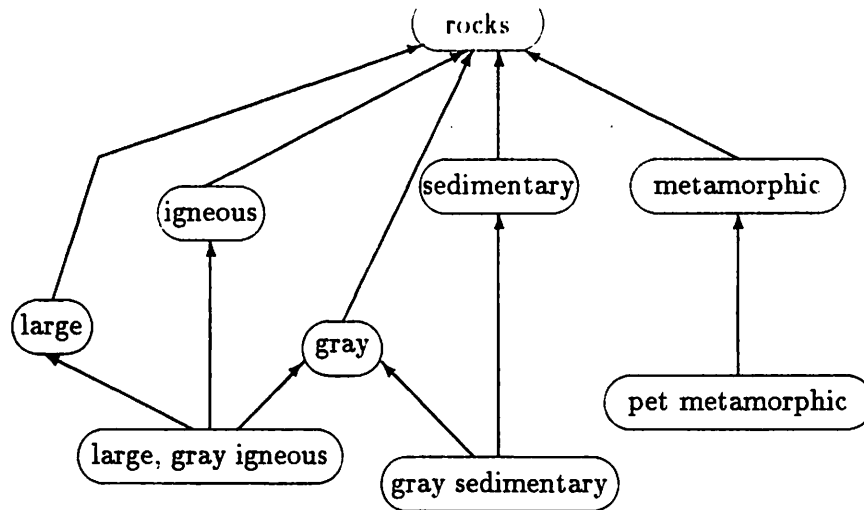 rocks
sedimentary
metamorphic
igneous
large
gray
pet metamorphic
large, gray igneous
gray sedimentary